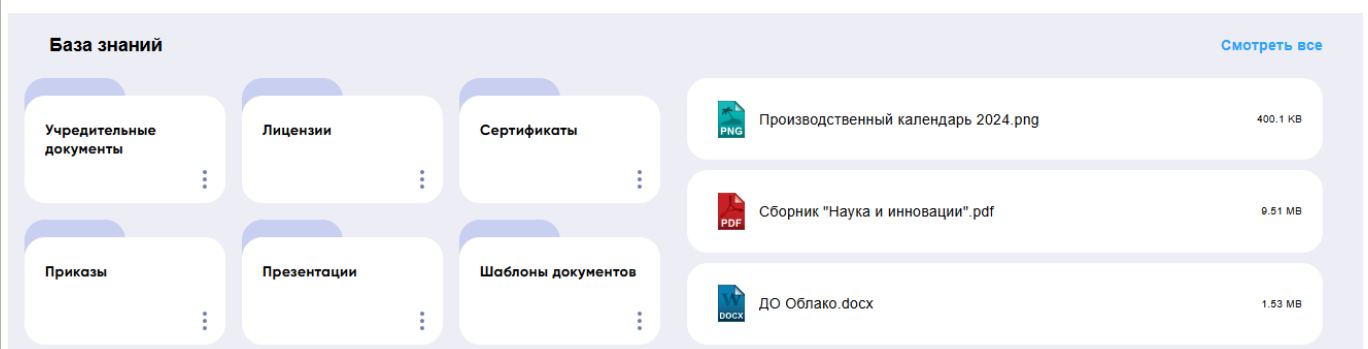 База знаний
Смотреть все
Учредительные
документы
Лицензии
Сертификаты
Приказы
Презентации
Шаблоны документов
PNG
Производственный календарь 2024.png
400.1 KB
PDF
Сборник "Наука и инновации".pdf
9.51 MB
W
DOCX
ДО Облако.docx
1.53 MB